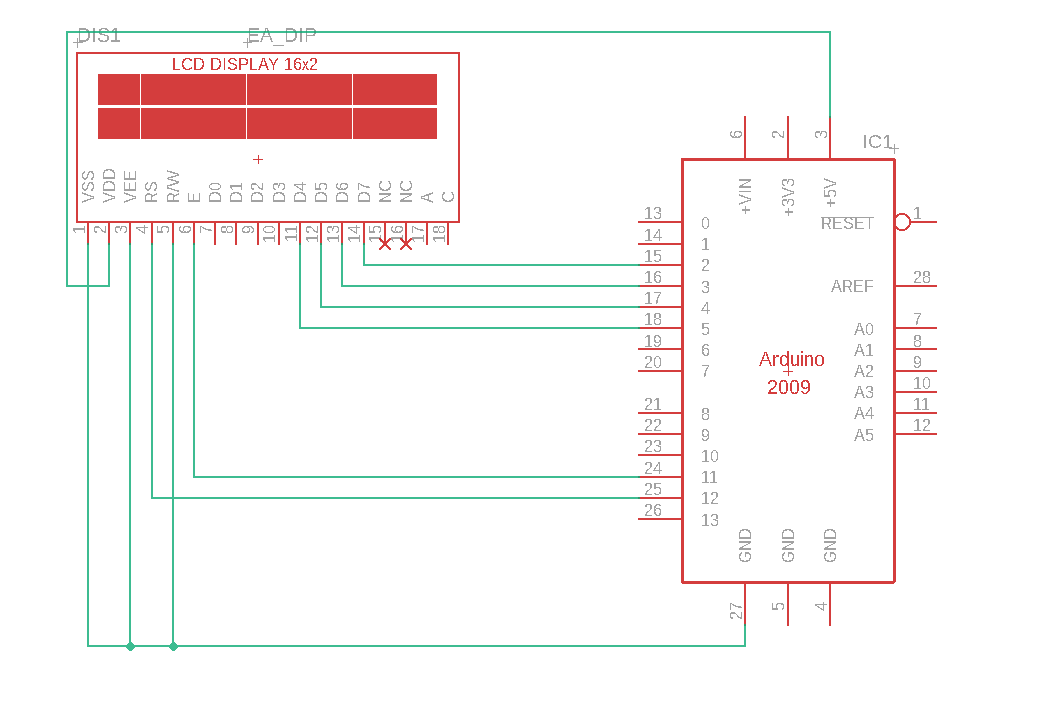 DIS1
EA_DIP
LCD DISPLAY 16x2
VSS
VDD
VEE
RS
R/W
E
D0
D1
D2
D3
D4
D5
D6
D7
NC
NC
A
C
1
2
3
4
5
6
7
8
9
10
11
12
13
14
15
16
17
18
IC1
6
2
3
+VIN
+3V3
+5V
13
0
14
1
15
2
16
3
17
4
18
5
19
6
20
7
21
8
22
9
23
10
24
11
25
12
26
13
RESET
1
AREF
28
A0
7
A1
8
A2
9
A3
10
A4
11
A5
12
Arduino
2009
GND
GND
GND
27
5
4